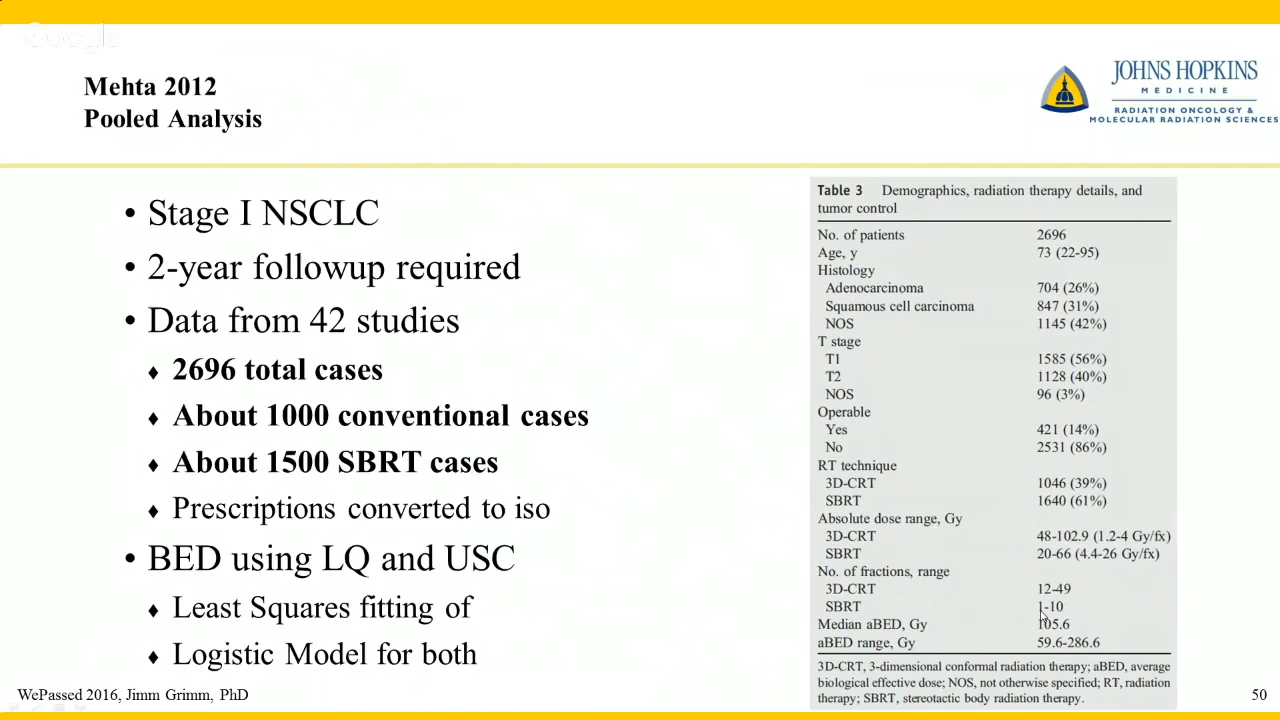 Google
Mehta 2012
Pooled Analysis
JOHNS HOPKINS
MEDICINE
RADIATION ONCOLOGY &
MOLECULAR RADIATION SCIENCES
• Stage I NSCLC
• 2-year followup required
• Data from 42 studies
♦ 2696 total cases
♦ About 1000 conventional cases
♦ About 1500 SBRT cases
♦ Prescriptions converted to iso
• BED using LQ and USC
♦ Least Squares fitting of
♦ Logistic Model for both
Table 3 Demographics, radiation therapy details, and
tumor control
No. of patients 2696
Age, y 73 (22-95)
Histology
Adenocarcinoma 704 (26%)
Squamous cell carcinoma 847 (31%)
NOS 1145 (42%)
T stage
T1 1585 (56%)
T2 1128 (40%)
NOS 96 (3%)
Operable
Yes 421 (14%)
No 2531 (86%)
RT technique
3D-CRT 1046 (39%)
SBRT 1640 (61%)
Absolute dose range, Gy
3D-CRT 48-102.9 (1.2-4 Gy/fx)
SBRT 20-66 (4.4-26 Gy/fx)
No. of fractions, range
3D-CRT 12-49
SBRT 1-10
Median aBED, Gy 105.6
aBED range, Gy 59.6-286.6
3D-CRT, 3-dimensional conformal radiation therapy; aBED, average
biological effective dose; NOS, not otherwise specified; RT, radiation
therapy; SBRT, stereotactic body radiation therapy.
WePassed 2016, Jimm Grimm, PhD
50